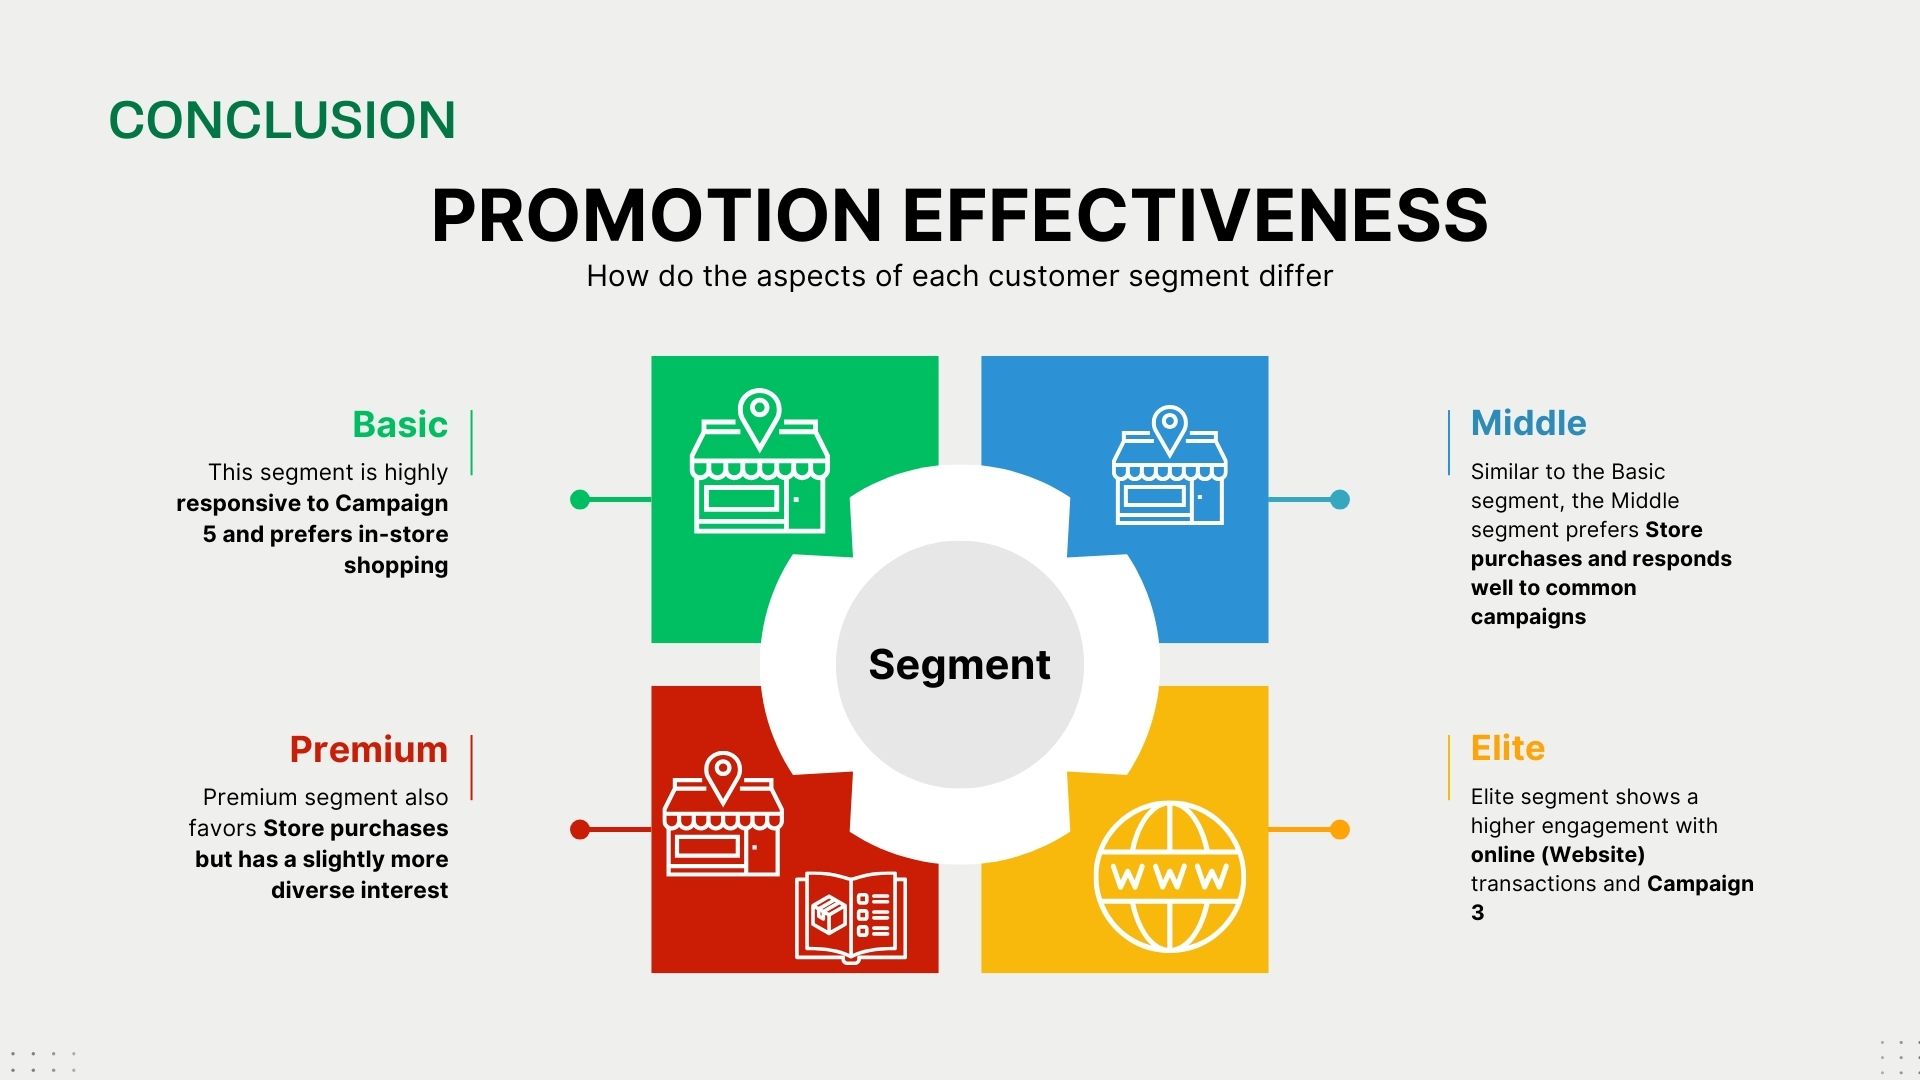 CONCLUSION
PROMOTION EFFECTIVENESS
How do the aspects of each customer segment differ
Basic
This segment is highly
responsive to Campaign
5 and prefers in-store
shopping
Middle
Similar to the Basic
segment, the Middle
segment prefers Store
purchases and responds
well to common
campaigns
Segment
Premium
Premium segment also
favors Store purchases
but has a slightly more
diverse interest
Elite
Elite segment shows a
higher engagement with
online (Website)
transactions and Campaign
3
WWW